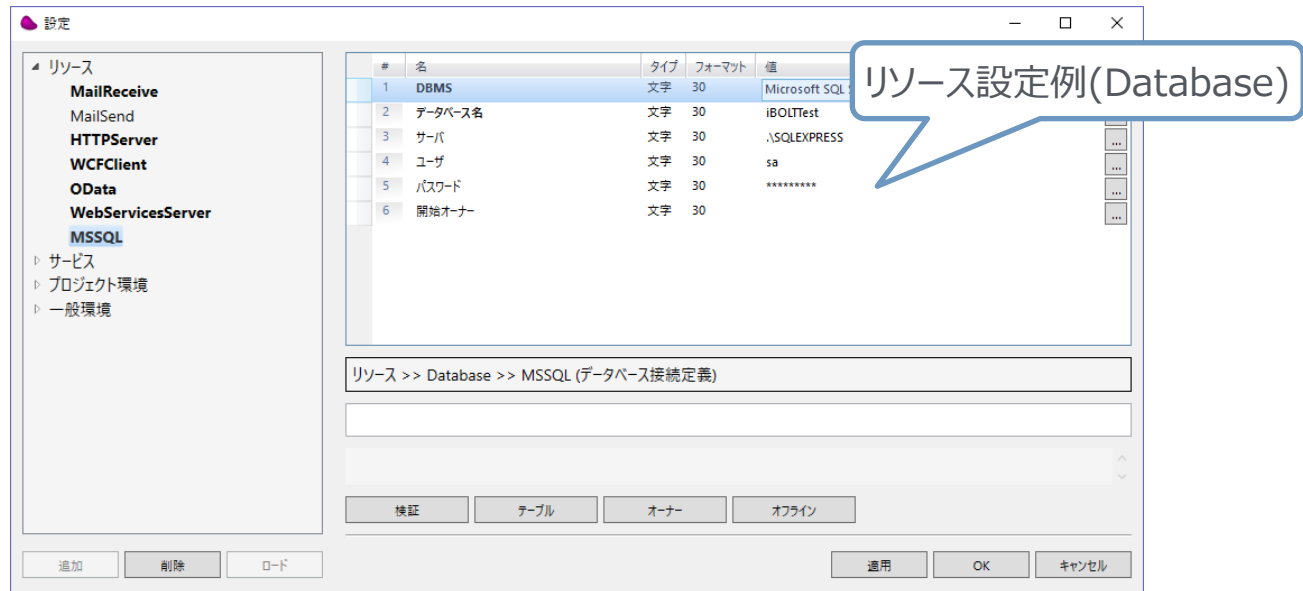 設定
リソース設定例(Database)
リソース
MailReceive
MailSend
HTTPServer
WCFClient
OData
WebServicesServer
MSSQL
サービス
プロジェクト環境
一般環境
# 名 タイプ フォーマット 値
1 DBMS 文字 30 Microsoft SQL
2 データベース名 文字 30 iBOLTTest
3 サーバ 文字 30 .\SQLEXPRESS ...
4 ユーザ 文字 30 sa ...
5 パスワード 文字 30 ********* ...
6 開始オーナー 文字 30 ...
リソース >> Database >> MSSQL (データベース接続定義)
検証 テーブル オーナー オフライン
追加 削除 ロード 適用 OK キャンセル